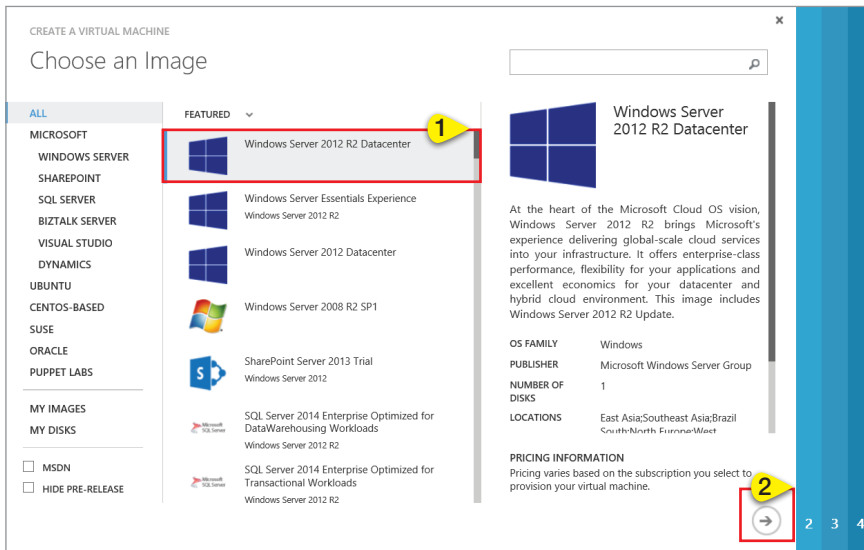 x
CREATE A VIRTUAL MACHINE
Choose an Image
ALL
MICROSOFT
WINDOWS SERVER
SHAREPOINT
SQL SERVER
BIZTALK SERVER
VISUAL STUDIO
DYNAMICS
UBUNTU
CENTOS-BASED
SUSE
ORACLE
PUPPET LABS
MY IMAGES
MY DISKS
MSDN
HIDE PRE-RELEASE
FEATURED
1
Windows Server 2012 R2 Datacenter
Windows Server Essentials Experience
Windows Server 2012 R2
Windows Server 2012 Datacenter
Windows Server 2008 R2 SP1
S
SharePoint Server 2013 Trial
Windows Server 2012
Microsoft
SQL Server
SQL Server 2014 Enterprise Optimized for
DataWarehousing Workloads
Windows Server 2012 R2
Microsoft
SQL Server
SQL Server 2014 Enterprise Optimized for
Transactional Workloads
Windows Server 2012 R2
Windows Server
2012 R2 Datacenter
At the heart of the Microsoft Cloud OS vision,
Windows Server 2012 R2 brings Microsoft's
experience delivering global-scale cloud services
into your infrastructure. It offers enterprise-class
performance, flexibility for your applications and
excellent economics for your datacenter and
hybrid cloud environment. This image includes
Windows Server 2012 R2 Update.
OS FAMILY Windows
PUBLISHER Microsoft Windows Server Group
NUMBER OF
DISKS 1
LOCATIONS East Asia;Southeast Asia;Brazil
South;North Europe;West
PRICING INFORMATION
Pricing varies based on the subscription you select to
provision your virtual machine.
2
2 3 4